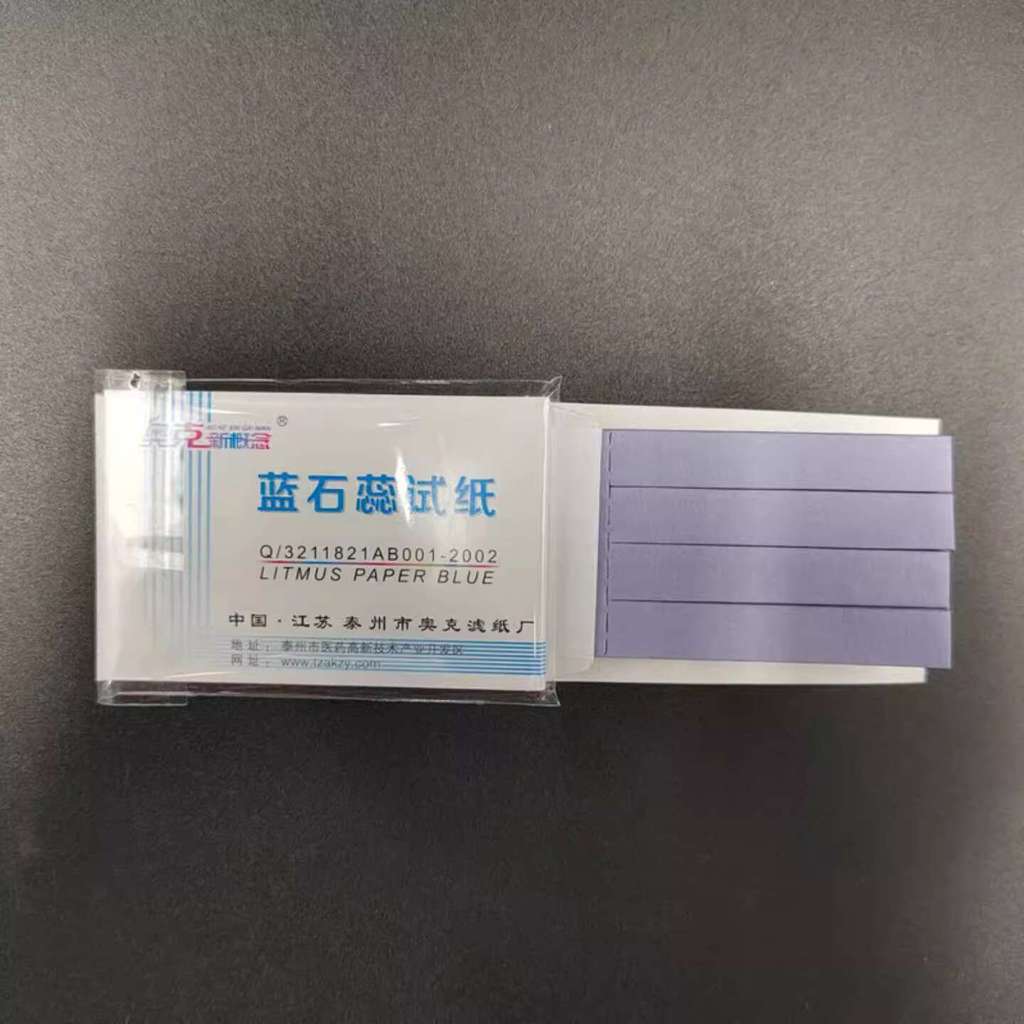 奥克新概念®
蓝石蕊试纸
Q/3211821AB001-2002
LITMUS PAPER BLUE
中国·江苏 泰州市奥克滤纸厂
地址：泰州市医药高新技术产业开发区
网址：www.tzakzy.com